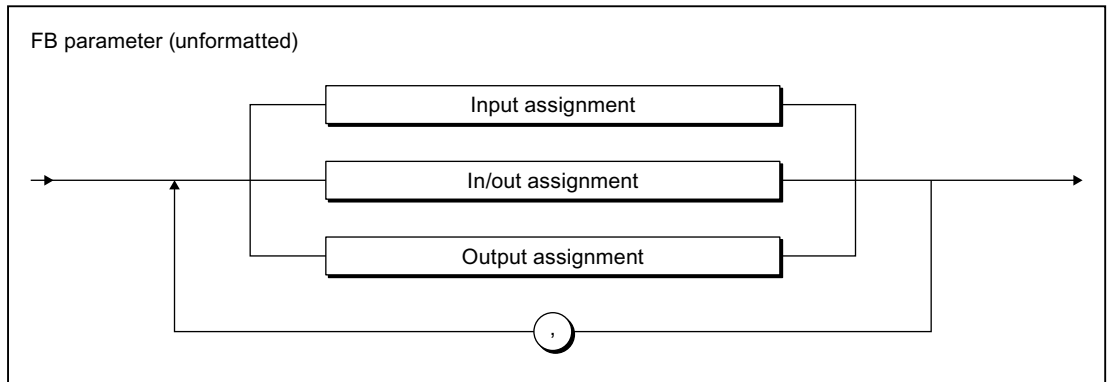 FB parameter (unformatted)
Input assignment
In/out assignment
Output assignment
,